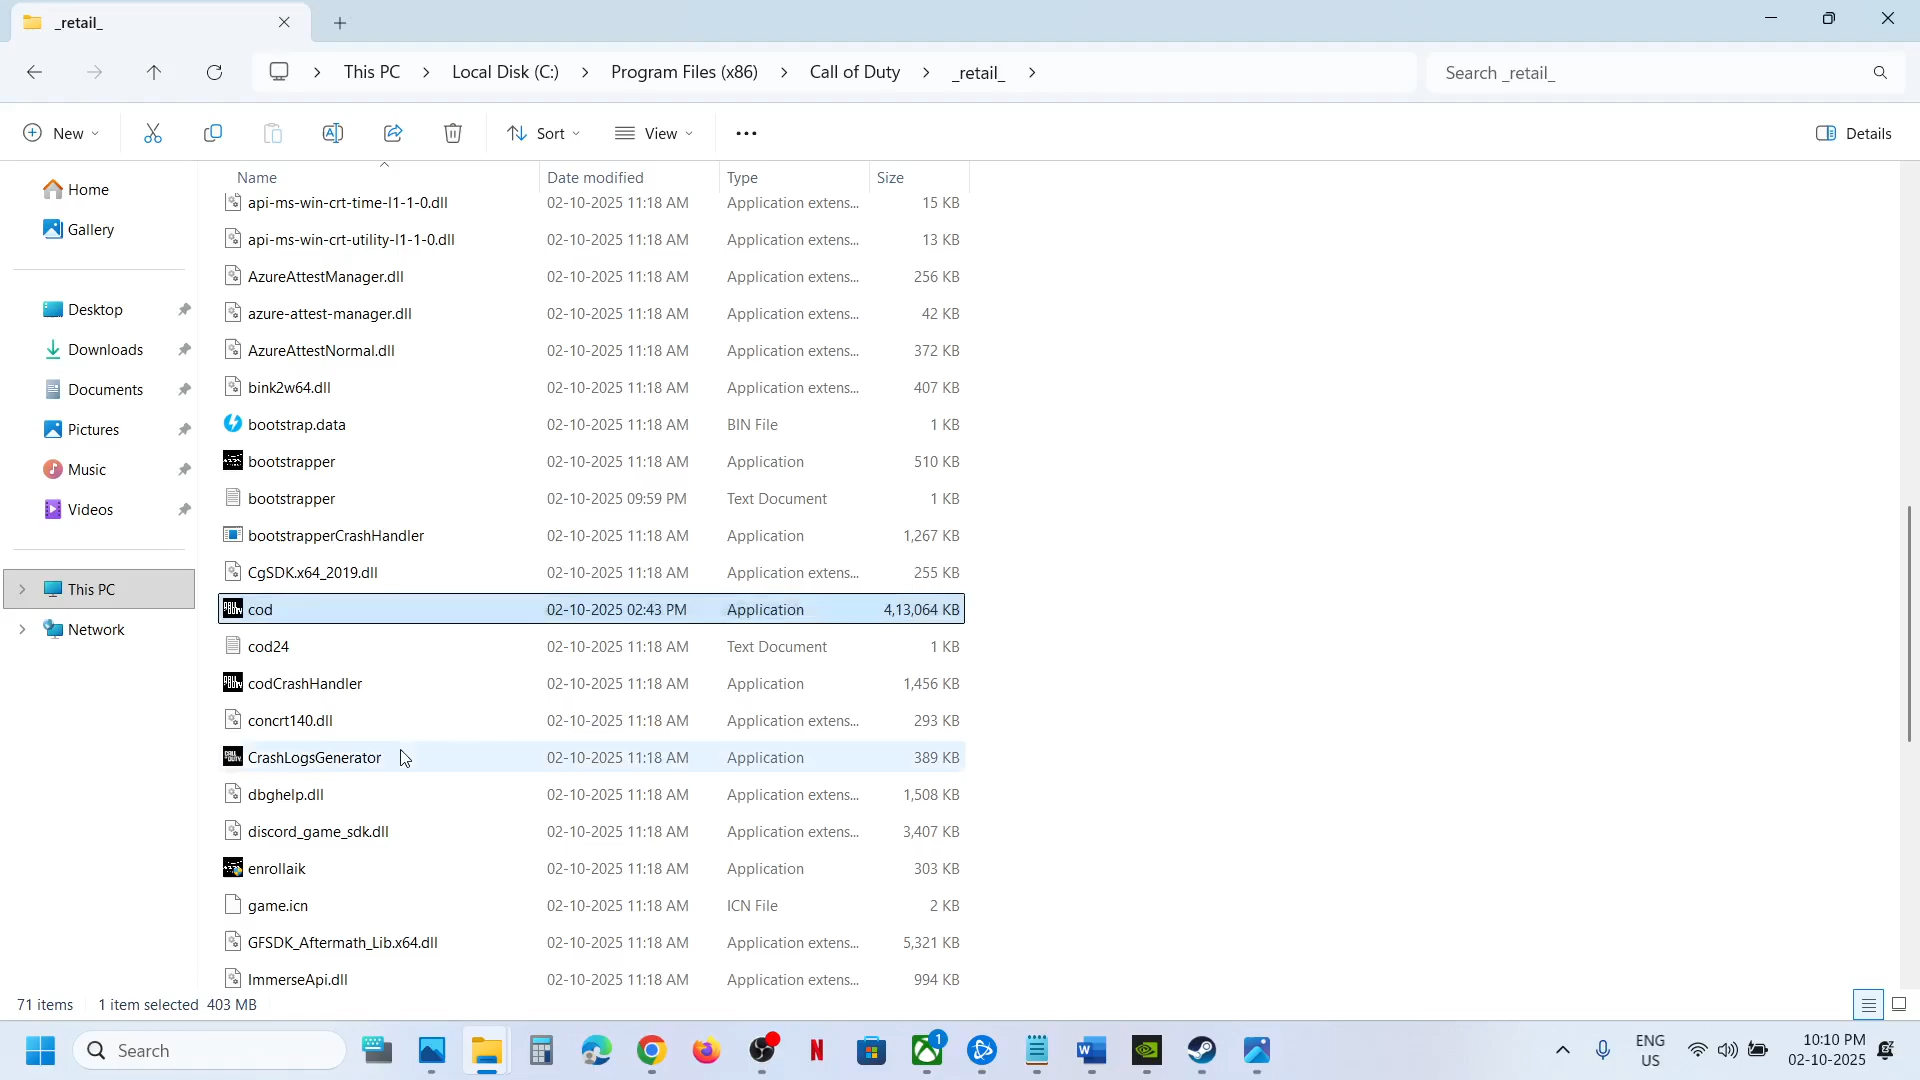 _retail_
This PC > Local Disk (C:) > Program Files (x86) > Call of Duty > _retail_ >
Search _retail_
New
Sort
View
Details
Home
Gallery
Desktop
Downloads
Documents
Pictures
Music
Videos
This PC
Network
Name Date modified Type Size
api-ms-win-crt-time-l1-1-0.dll 02-10-2025 11:18 AM Application extens... 15 KB
api-ms-win-crt-utility-l1-1-0.dll 02-10-2025 11:18 AM Application extens... 13 KB
AzureAttestManager.dll 02-10-2025 11:18 AM Application extens... 256 KB
azure-attest-manager.dll 02-10-2025 11:18 AM Application extens... 42 KB
AzureAttestNormal.dll 02-10-2025 11:18 AM Application extens... 372 KB
bink2w64.dll 02-10-2025 11:18 AM Application extens... 407 KB
bootstrap.data 02-10-2025 11:18 AM BIN File 1 KB
bootstrapper 02-10-2025 11:18 AM Application 510 KB
bootstrapper 02-10-2025 09:59 PM Text Document 1 KB
bootstrapperCrashHandler 02-10-2025 11:18 AM Application 1,267 KB
CgSDK.x64_2019.dll 02-10-2025 11:18 AM Application extens... 255 KB
cod 02-10-2025 02:43 PM Application 4,13,064 KB
cod24 02-10-2025 11:18 AM Text Document 1 KB
codCrashHandler 02-10-2025 11:18 AM Application 1,456 KB
concrt140.dll 02-10-2025 11:18 AM Application extens... 293 KB
CrashLogsGenerator 02-10-2025 11:18 AM Application 389 KB
dbghelp.dll 02-10-2025 11:18 AM Application extens... 1,508 KB
discord_game_sdk.dll 02-10-2025 11:18 AM Application extens... 3,407 KB
enrollaik 02-10-2025 11:18 AM Application 303 KB
game.icn 02-10-2025 11:18 AM ICN File 2 KB
GFSDK_Aftermath_Lib.x64.dll 02-10-2025 11:18 AM Application extens... 5,321 KB
ImmerseApi.dll 02-10-2025 11:18 AM Application extens... 994 KB
71 items 1 item selected 403 MB
Search
N
1
ENG
US
10:10 PM
02-10-2025